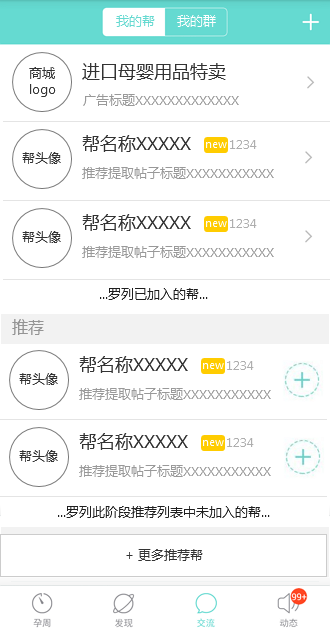 我的帮 我的群 +
商城
logo
进口母婴用品特卖
广告标题XXXXXXXXXXXXX
帮头像
帮名称XXXXX new 1234
推荐提取帖子标题XXXXXXXXXXX
帮头像
帮名称XXXXX new 1234
推荐提取帖子标题XXXXXXXXXXX
...罗列已加入的帮...
推荐
帮头像
帮名称XXXXX new 1234
推荐提取帖子标题XXXXXXXXXXX
帮头像
帮名称XXXXX new 1234
推荐提取帖子标题XXXXXXXXXXX
...罗列此阶段推荐列表中未加入的帮...
+ 更多推荐帮
99+
孕周 发现 交流 动态